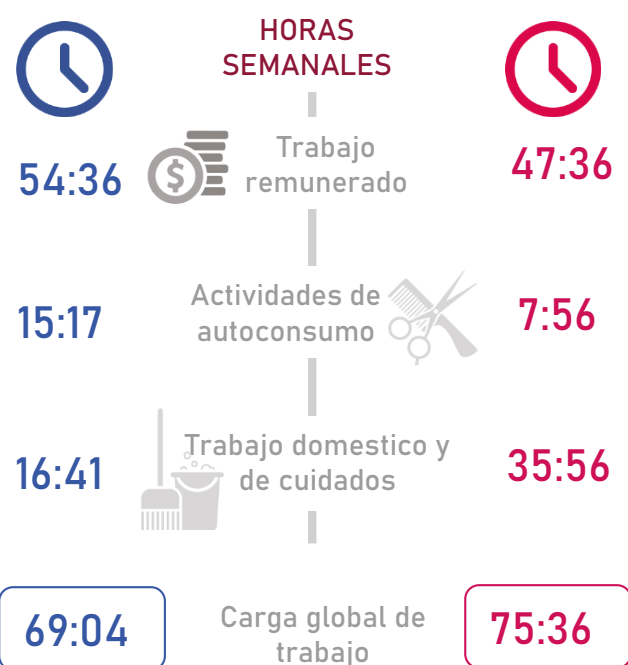 HORAS
SEMANALES
54:36
Trabajo
remunerado
47:36
15:17
Actividades de
autoconsumo
7:56
16:41
Trabajo domestico y
de cuidados
35:56
69:04
Carga global de
trabajo
75:36
$